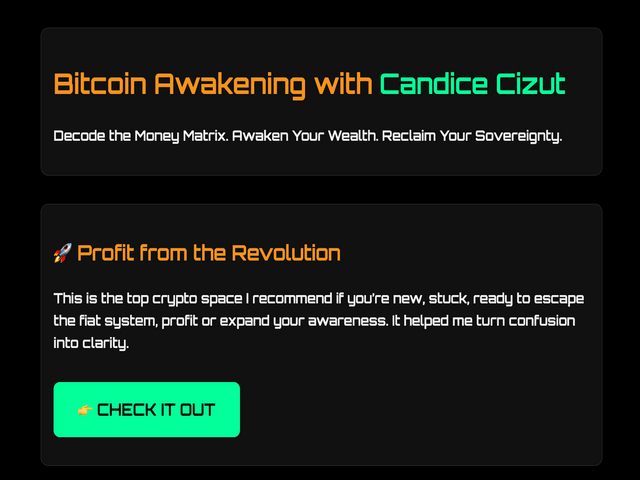 Bitcoin Awakening with Candice Cizut
Decode the Money Matrix. Awaken Your Wealth. Reclaim Your Sovereignty.
🚀 Profit from the Revolution
This is the top crypto space I recommend if you're new, stuck, ready to escape
the fiat system, profit or expand your awareness. It helped me turn confusion
into clarity.
👉 CHECK IT OUT